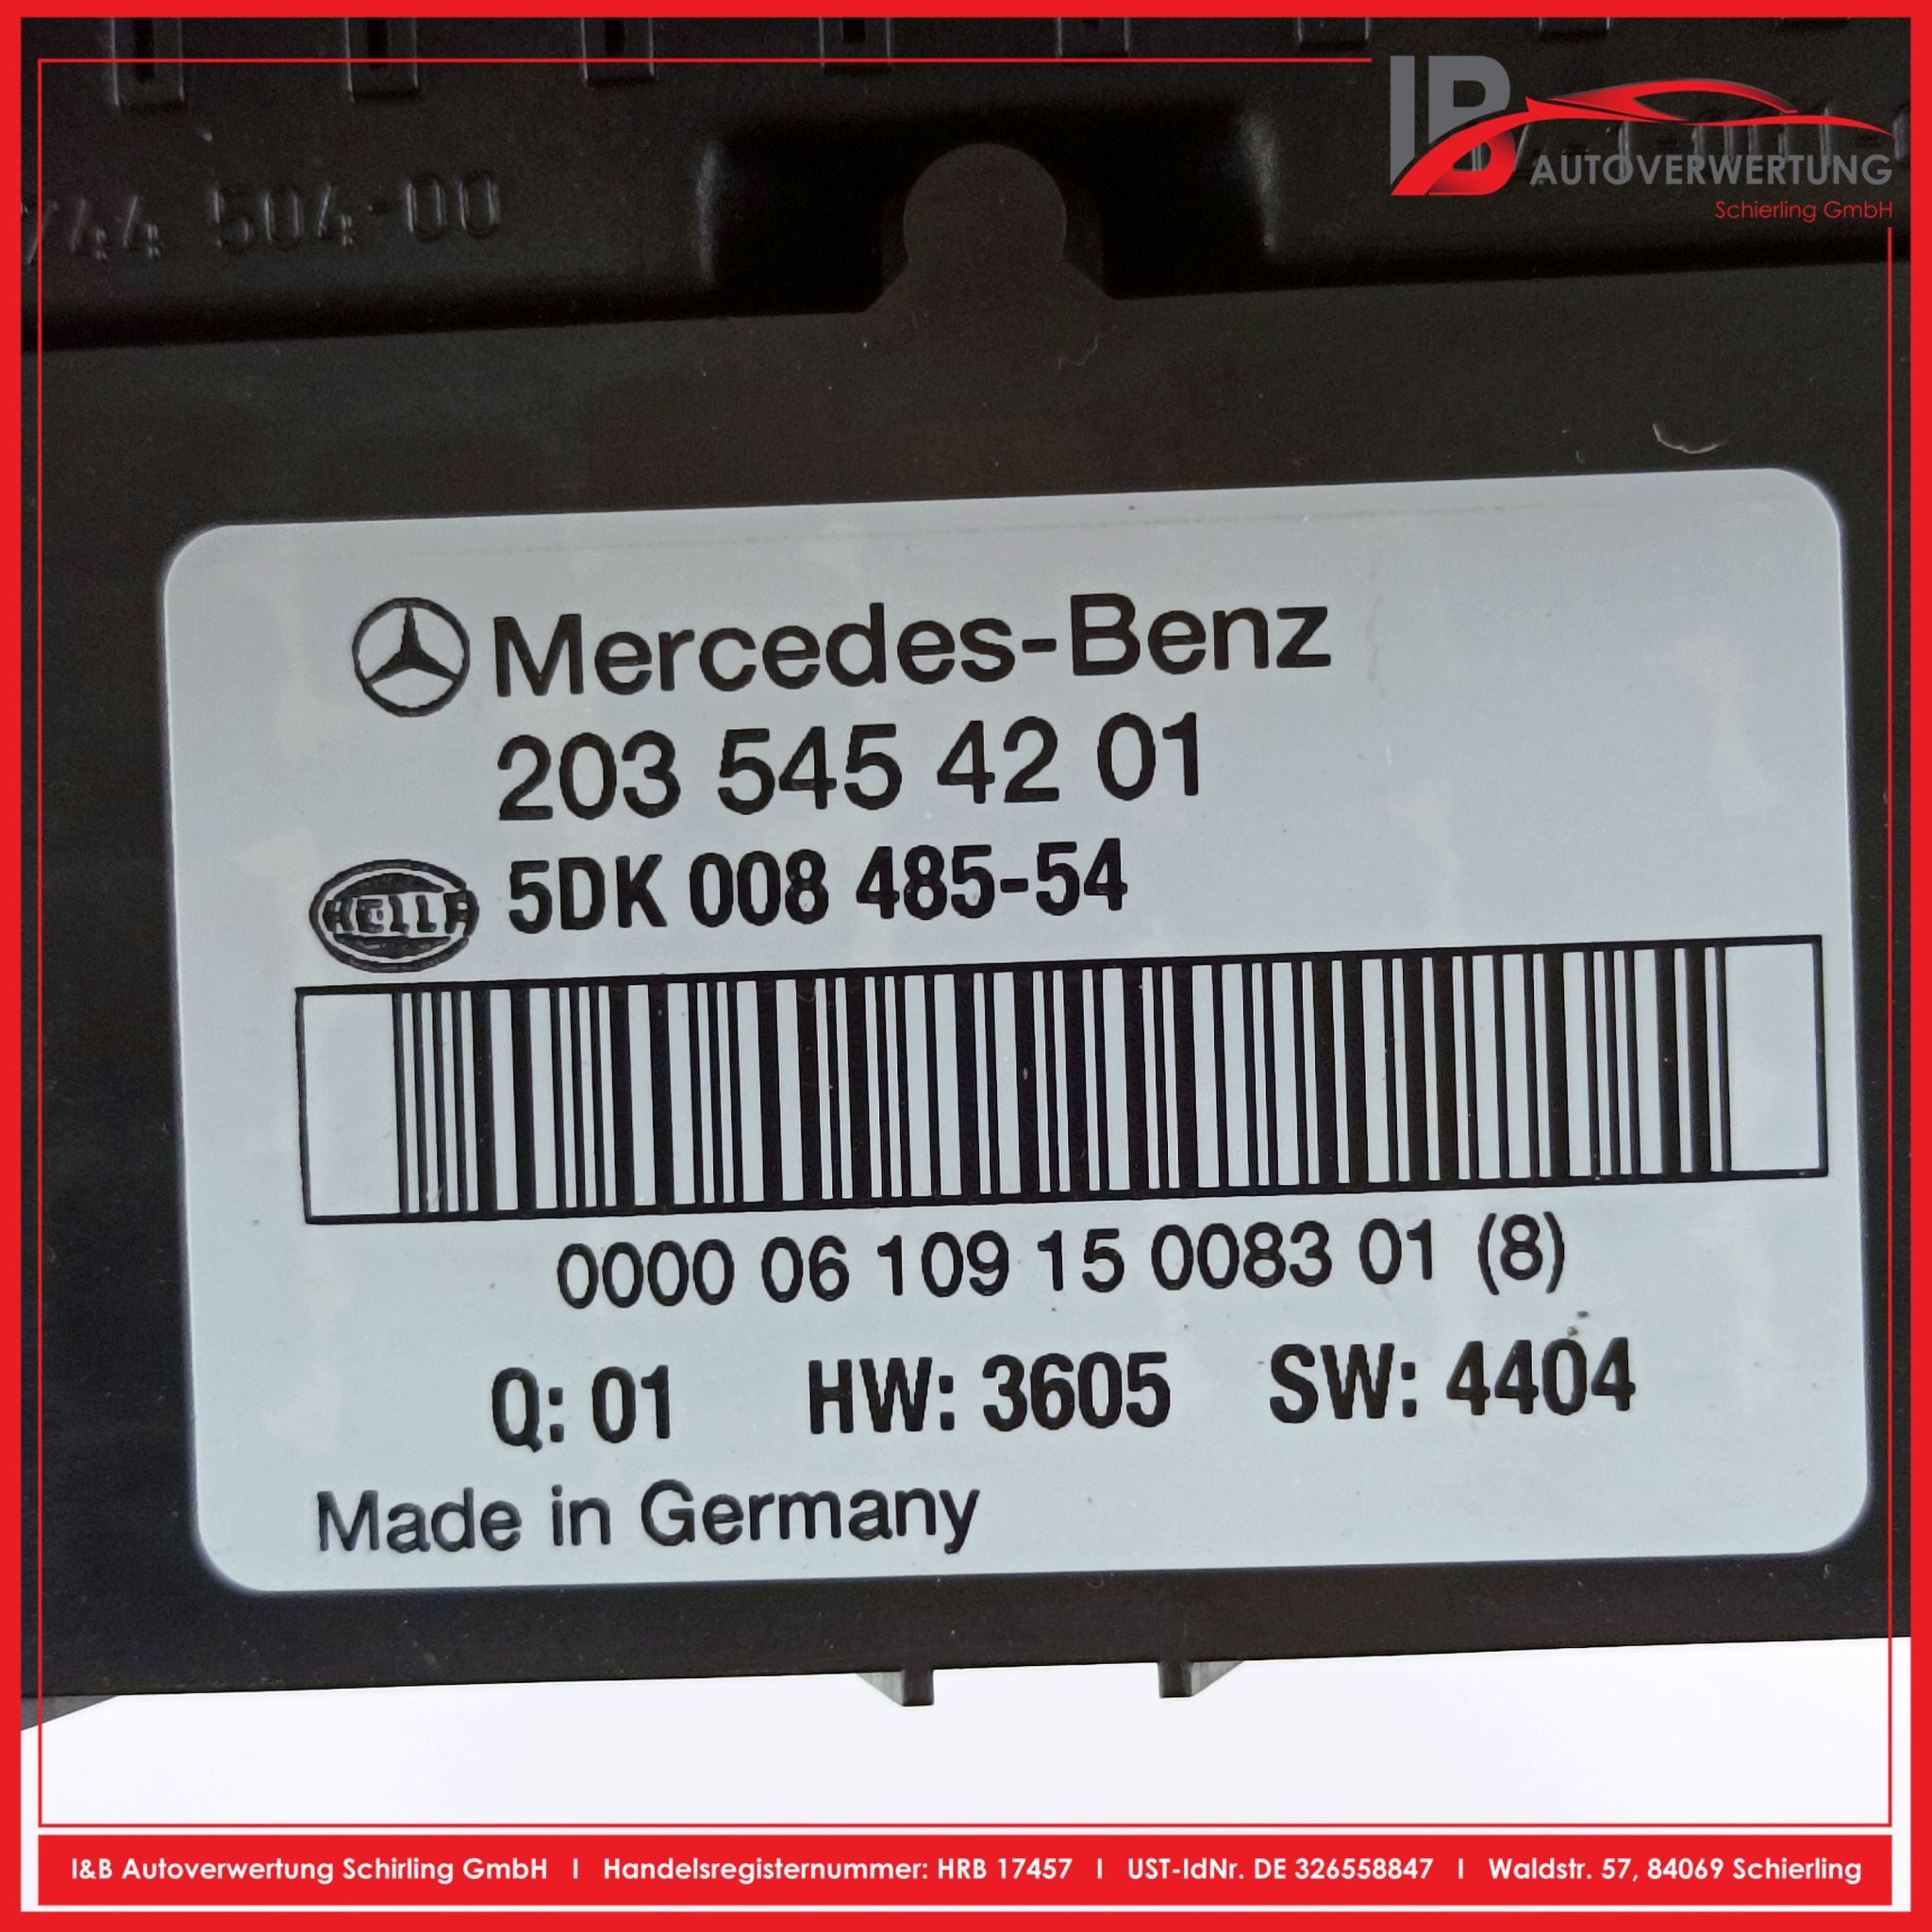 IB
AUTOVERWERTUNG
Schierling GmbH
744 504-00
Mercedes-Benz
203 545 42 01
HELLA 5DK 008 485-54
0000 06 109 15 0083 01 (8)
Q: 01 HW: 3605 SW: 4404
Made in Germany
I&B Autoverwertung Schirling GmbH | Handelsregisternummer: HRB 17457 | UST-IdNr. DE 326558847 | Waldstr. 57, 84069 Schierling